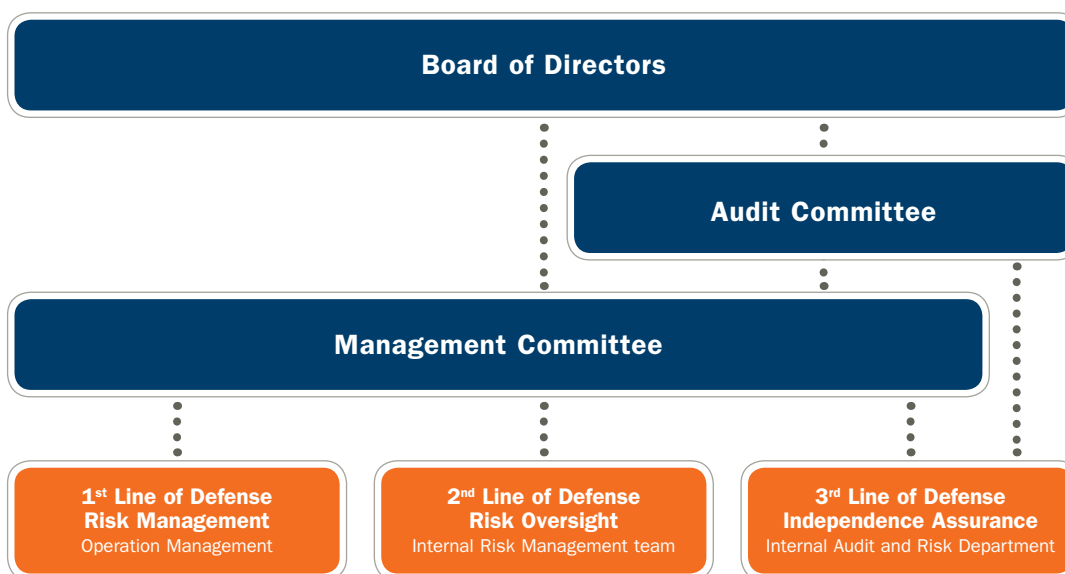 Board of Directors
Audit Committee
Management Committee
1st Line of Defense
Risk Management
Operation Management
2nd Line of Defense
Risk Oversight
Internal Risk Management team
3rd Line of Defense
Independence Assurance
Internal Audit and Risk Department